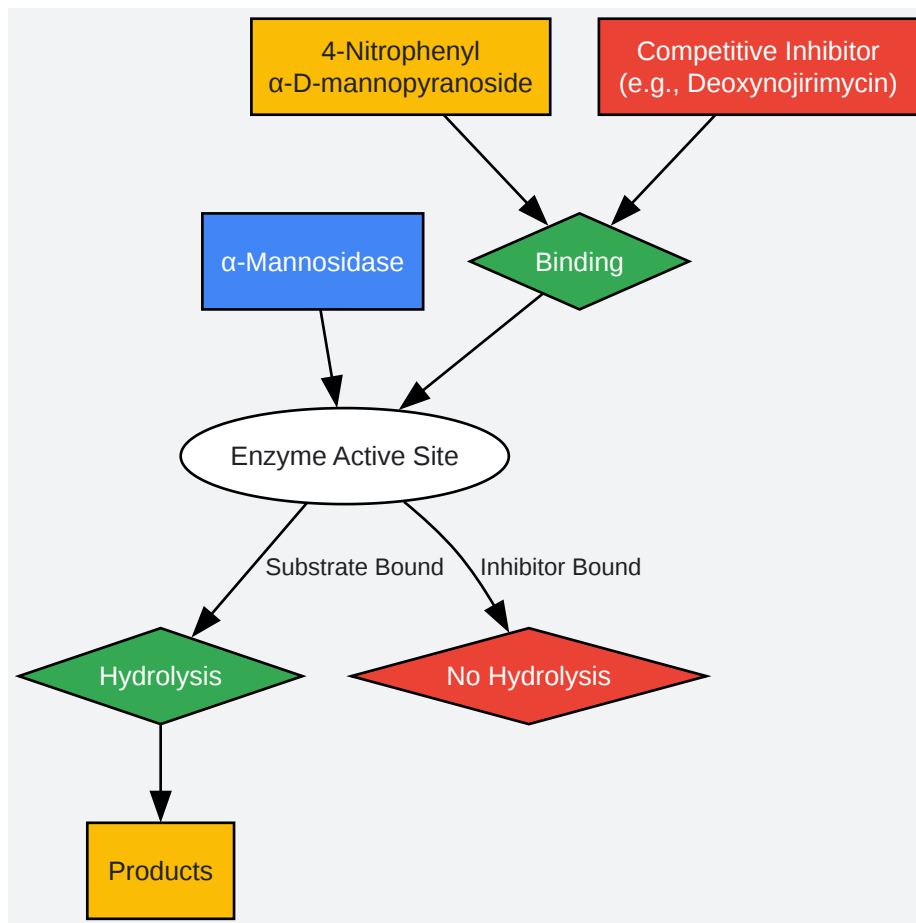 4-Nitrophenyl
α-D-mannopyranoside
Competitive Inhibitor
(e.g., Deoxynojirimycin)
α-Mannosidase
Binding
Enzyme Active Site
Substrate Bound
Inhibitor Bound
Hydrolysis
No Hydrolysis
Products